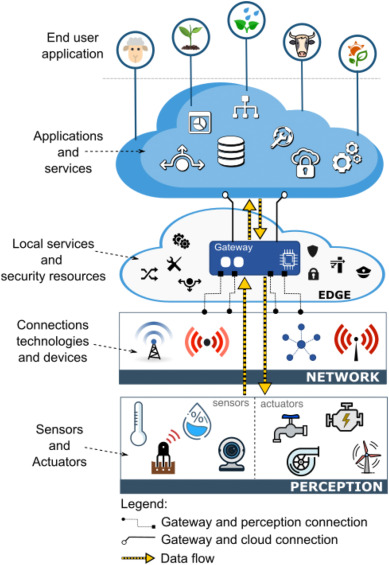 End user
application
Applications
and
services
Local services
and
security resources
Gateway
EDGE
Connections
technologies
and devices
NETWORK
sensors
actuators
Sensors
and
Actuators
%
PERCEPTION
Legend:
Gateway and perception connection
Gateway and cloud connection
Data flow